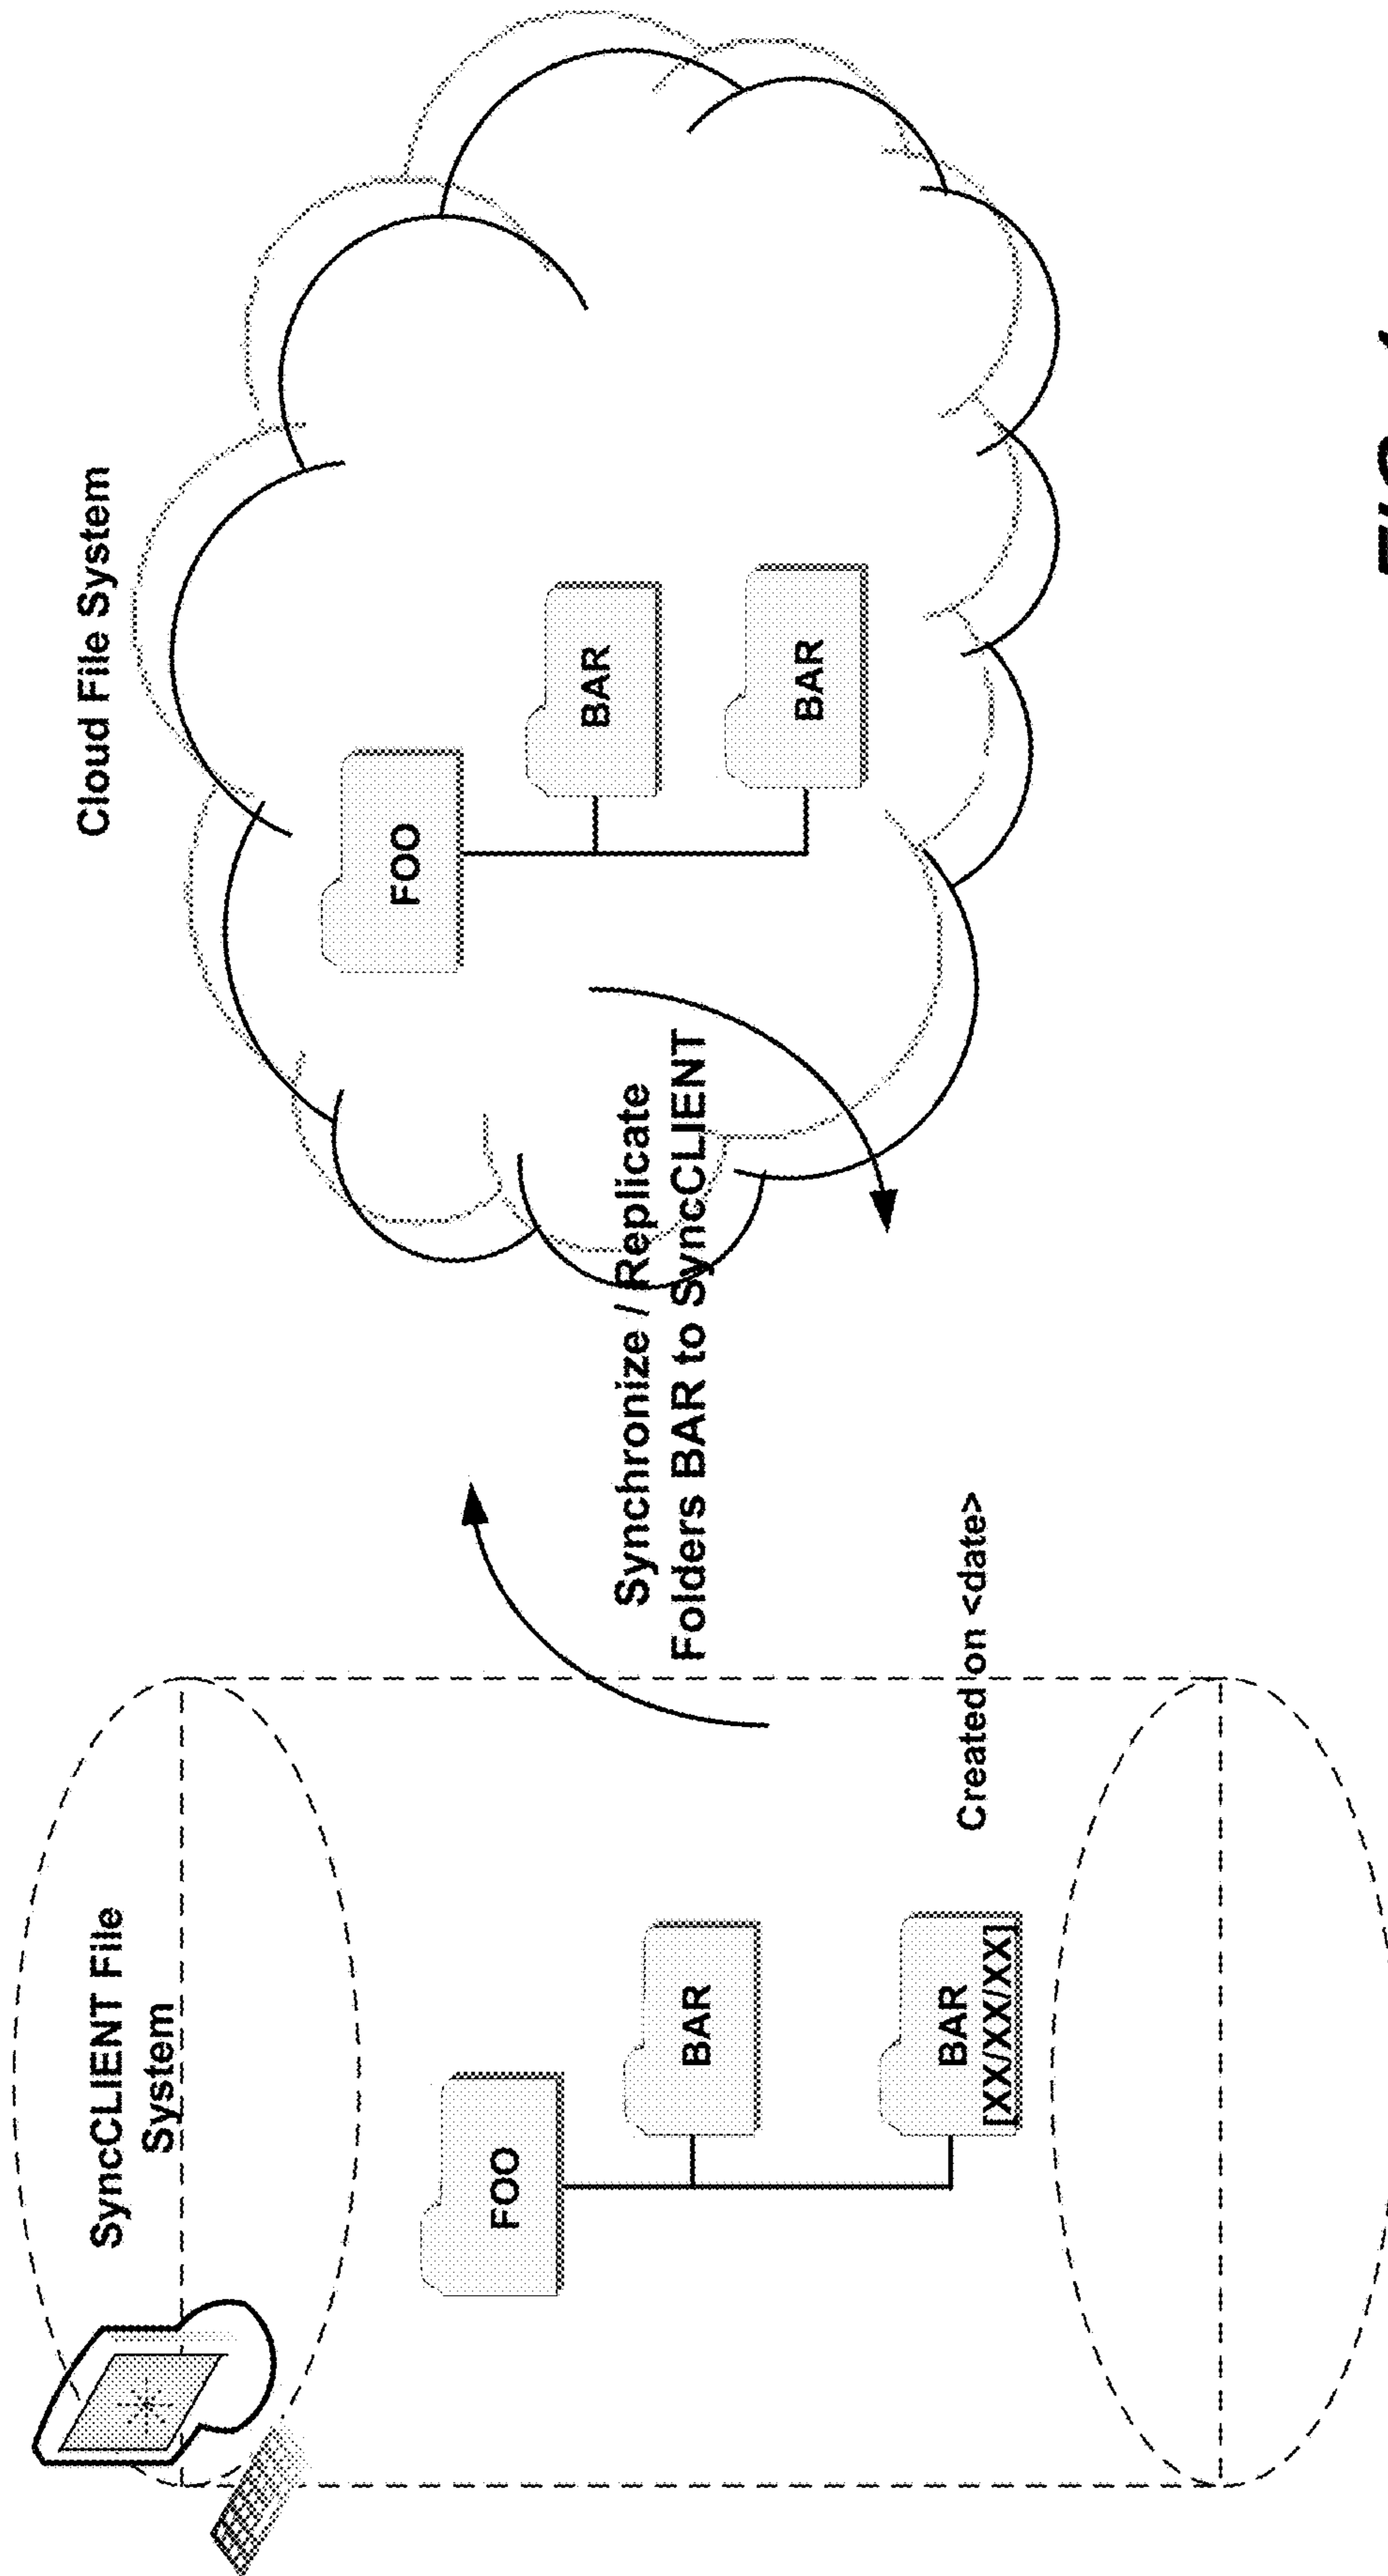 SyncCLIENT File
System
FOO
BAR
BAR
[XX/XX/XX]
Created on <date>
Synchronize / Replicate
Folders BAR to SyncCLIENT
Cloud File System
FOO
BAR
BAR